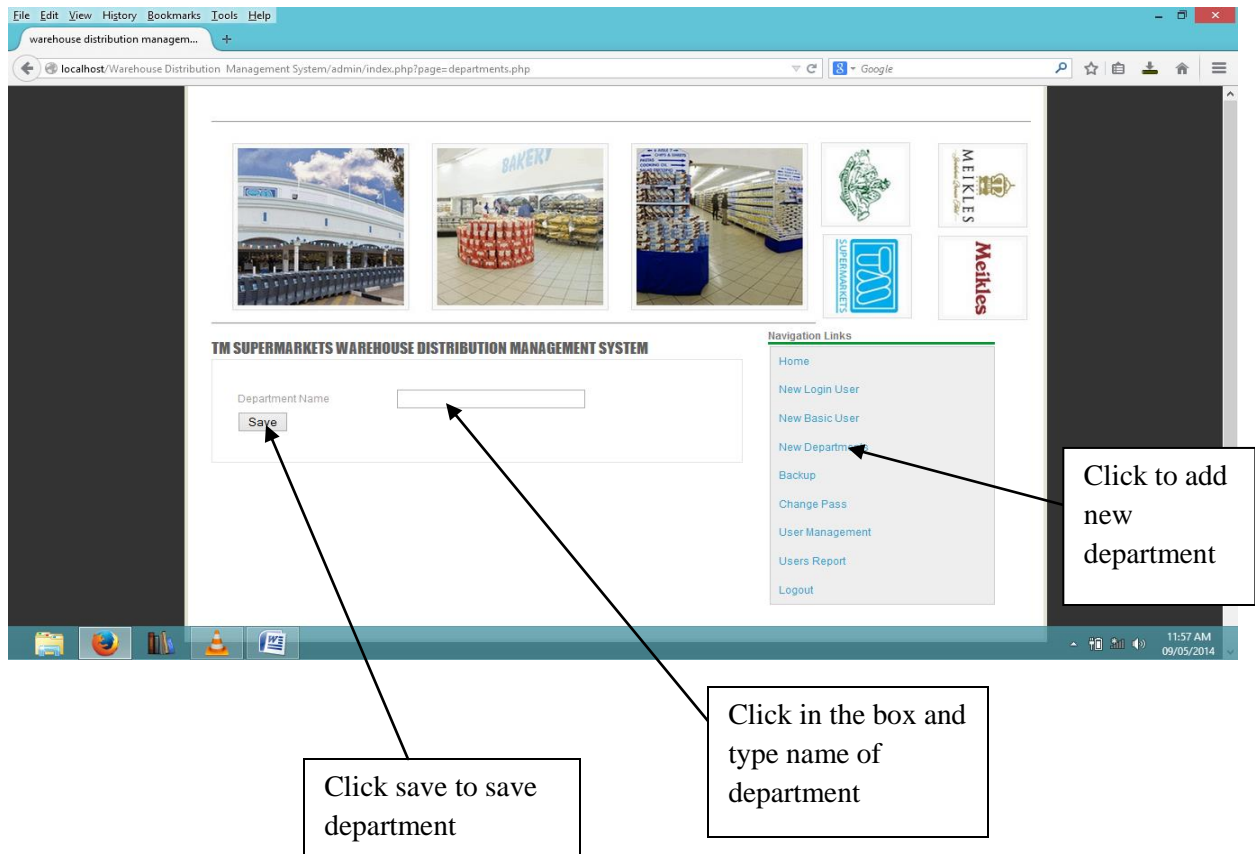 File Edit View History Bookmarks Tools Help
warehouse distribution managem...
localhost/Warehouse Distribution Management System/admin/index.php?page=departments.php
Google
BAKERY
MEIKLES
TM
SUPERMARKETS
Meikles
TM SUPERMARKETS WAREHOUSE DISTRIBUTION MANAGEMENT SYSTEM
Department Name
Save
Navigation Links
Home
New Login User
New Basic User
New Departments
Backup
Change Pass
User Management
Users Report
Logout
Click to add
new
department
11:57 AM
09/05/2014
Click in the box and
type name of
department
Click save to save
department